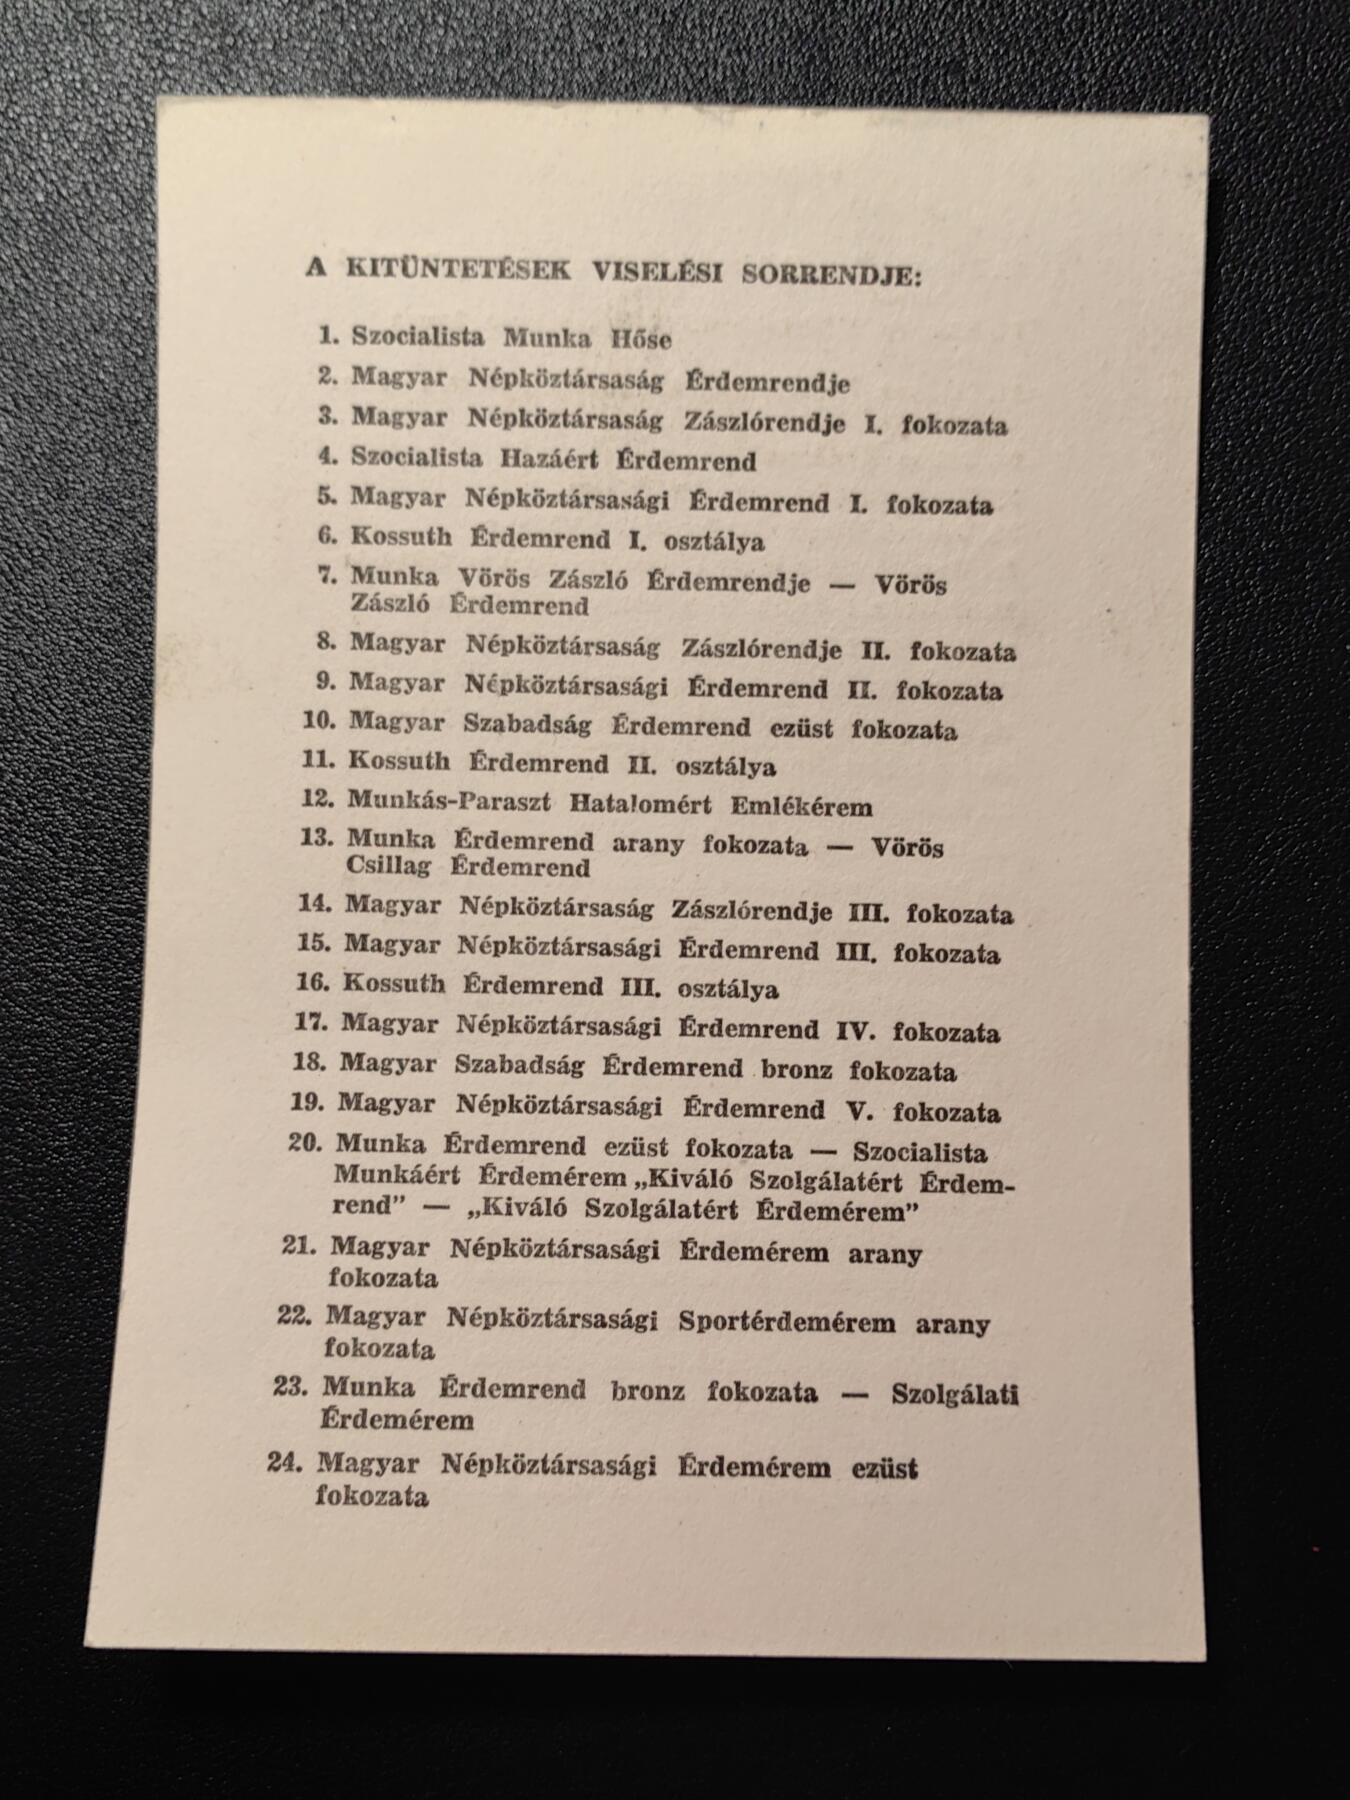 A KITÜNTETÉSEK VISELÉSI SORRENDJE:
1. Szocialista Munka Hőse
2. Magyar Népköztársaság Érdemrendje
3. Magyar Népköztársaság Zászlórendje I. fokozata
4. Szocialista Hazáért Érdemrend
5. Magyar Népköztársasági Érdemrend I. fokozata
6. Kossuth Érdemrend I. osztálya
7. Munka Vörös Zászló Érdemrendje — Vörös
Zászló Érdemrend
8. Magyar Népköztársaság Zászlórendje II. fokozata
9. Magyar Népköztársasági Érdemrend II. fokozata
10. Magyar Szabadság Érdemrend ezüst fokozata
11. Kossuth Érdemrend II. osztálya
12. Munkás-Paraszt Hatalomért Emlékérem
13. Munka Érdemrend arany fokozata — Vörös
Csillag Érdemrend
14. Magyar Népköztársaság Zászlórendje III. fokozata
15. Magyar Népköztársasági Érdemrend III. fokozata
16. Kossuth Érdemrend III. osztálya
17. Magyar Népköztársasági Érdemrend IV. fokozata
18. Magyar Szabadság Érdemrend bronz fokozata
19. Magyar Népköztársasági Érdemrend V. fokozata
20. Munka Érdemrend ezüst fokozata — Szocialista
Munkáért Érdemérem „Kiváló Szolgálatért Érdem-
rend” — „Kiváló Szolgálatért Érdemérem”
21. Magyar Népköztársasági Érdemérem arany
fokozata
22. Magyar Népköztársasági Sportérdemérem arany
fokozata
23. Munka Érdemrend bronz fokozata — Szolgálati
Érdemérem
24. Magyar Népköztársasági Érdemérem ezüst
fokozata